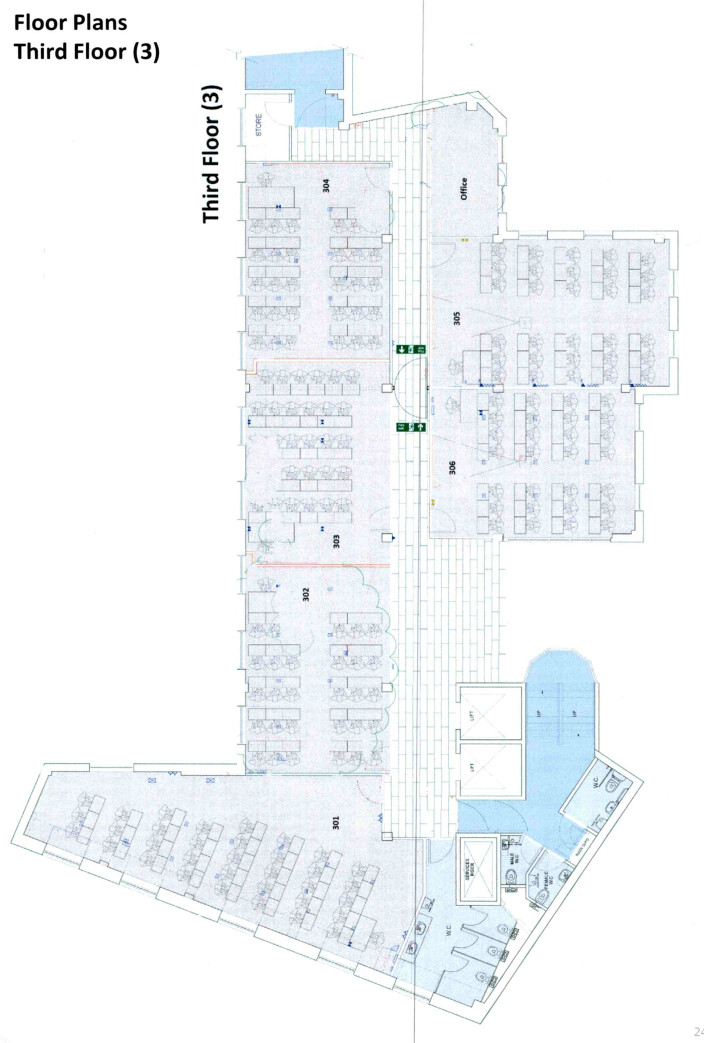 Floor Plans
Third Floor (3)
Third Floor (3)
STORE
304
Office
305
306
303
302
301
LIFT
LIFT
UP
UP
W.C.
SERVICES
RISER
MALE
W.C.
FEMALE
W.C.
W.C.
24